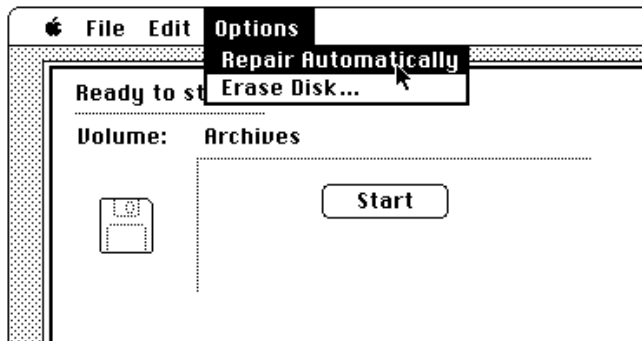 File Edit Options
Repair Automatically
Erase Disk...
Ready to st
Volume: Archives
Start